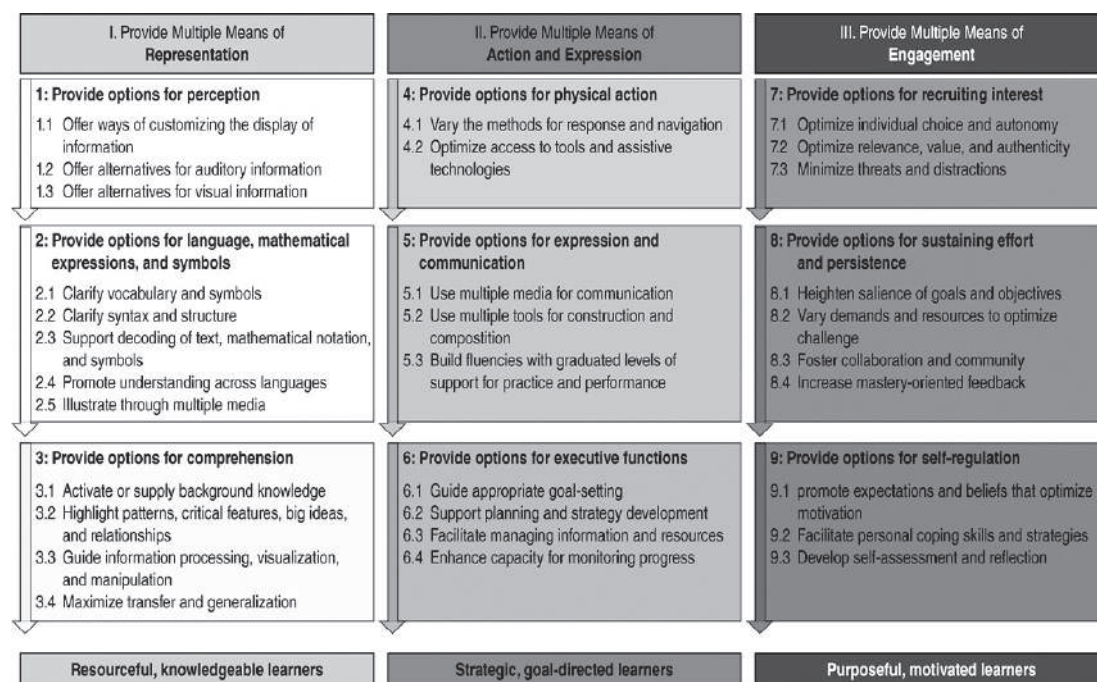 I. Provide Multiple Means of
Representation
1: Provide options for perception
1.1 Offer ways of customizing the display of
information
1.2 Offer alternatives for auditory information
1.3 Offer alternatives for visual information
2: Provide options for language, mathematical
expressions, and symbols
2.1 Clarify vocabulary and symbols
2.2 Clarify syntax and structure
2.3 Support decoding of text, mathematical notation,
and symbols
2.4 Promote understanding across languages
2.5 Illustrate through multiple media
3: Provide options for comprehension
3.1 Activate or supply background knowledge
3.2 Highlight patterns, critical features, big ideas,
and relationships
3.3 Guide information processing, visualization,
and manipulation
3.4 Maximize transfer and generalization
Resourceful, knowledgeable learners
II. Provide Multiple Means of
Action and Expression
4: Provide options for physical action
4.1 Vary the methods for response and navigation
4.2 Optimize access to tools and assistive
technologies
5: Provide options for expression and
communication
5.1 Use multiple media for communication
5.2 Use multiple tools for construction and
compostition
5.3 Build fluencies with graduated levels of
support for practice and performance
6: Provide options for executive functions
6.1 Guide appropriate goal-setting
6.2 Support planning and strategy development
6.3 Facilitate managing information and resources
6.4 Enhance capacity for monitoring progress
Strategic, goal-directed learners
III. Provide Multiple Means of
Engagement
7: Provide options for recruiting interest
7.1 Optimize individual choice and autonomy
7.2 Optimize relevance, value, and authenticity
7.3 Minimize threats and distractions
8: Provide options for sustaining effort
and persistence
8.1 Heighten salience of goals and objectives
8.2 Vary demands and resources to optimize
challenge
8.3 Foster collaboration and community
8.4 Increase mastery-oriented feedback
9: Provide options for self-regulation
9.1 promote expectations and beliefs that optimize
motivation
9.2 Facilitate personal coping skills and strategies
9.3 Develop self-assessment and reflection
Purposeful, motivated learners